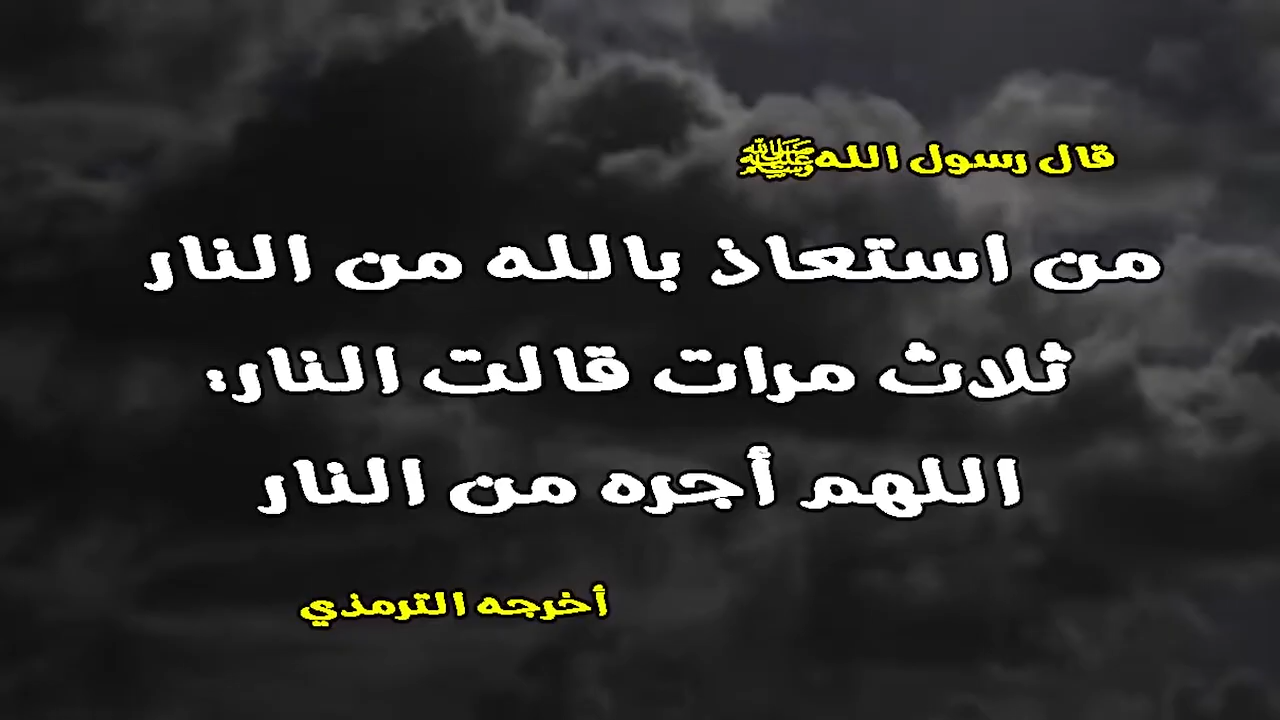 قال رسول الله ﷺ
من استعاذ بالله من النار
ثلاث مرات قالت النار:
اللهم أجره من النار
أخرجه الترمذي